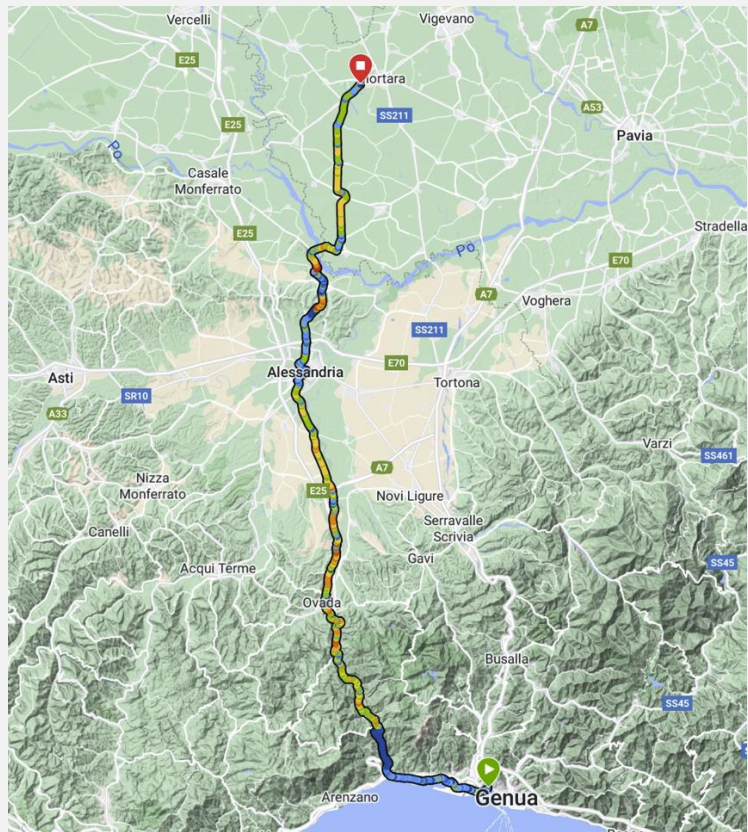 Vercelli
Vigevano
A7
E25
ortara
SS211
A53
E25
Pavia
Po
Casale
Monferrato
Stradella
E25
Po
E70
A7
Voghera
SS211
E70
Alessandria
Asti
Tortona
SR10
A33
Varzi
SS461
A7
Nizza
Monferrato
E25
Novi Ligure
Serravalle
Scrivia
Canelli
Gavi
SS45
Acqui Terme
Ovada
Busalla
SS45
Arenzano
Genua